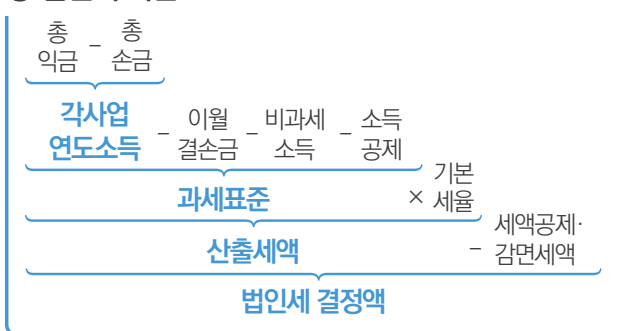 총 총
익금 – 손금
각사업 이월 비과세 소득
연도소득 – 결손금 – 소득 – 공제
기본
과세표준 × 세율
세액공제·
산출세액 – 감면세액
법인세 결정액